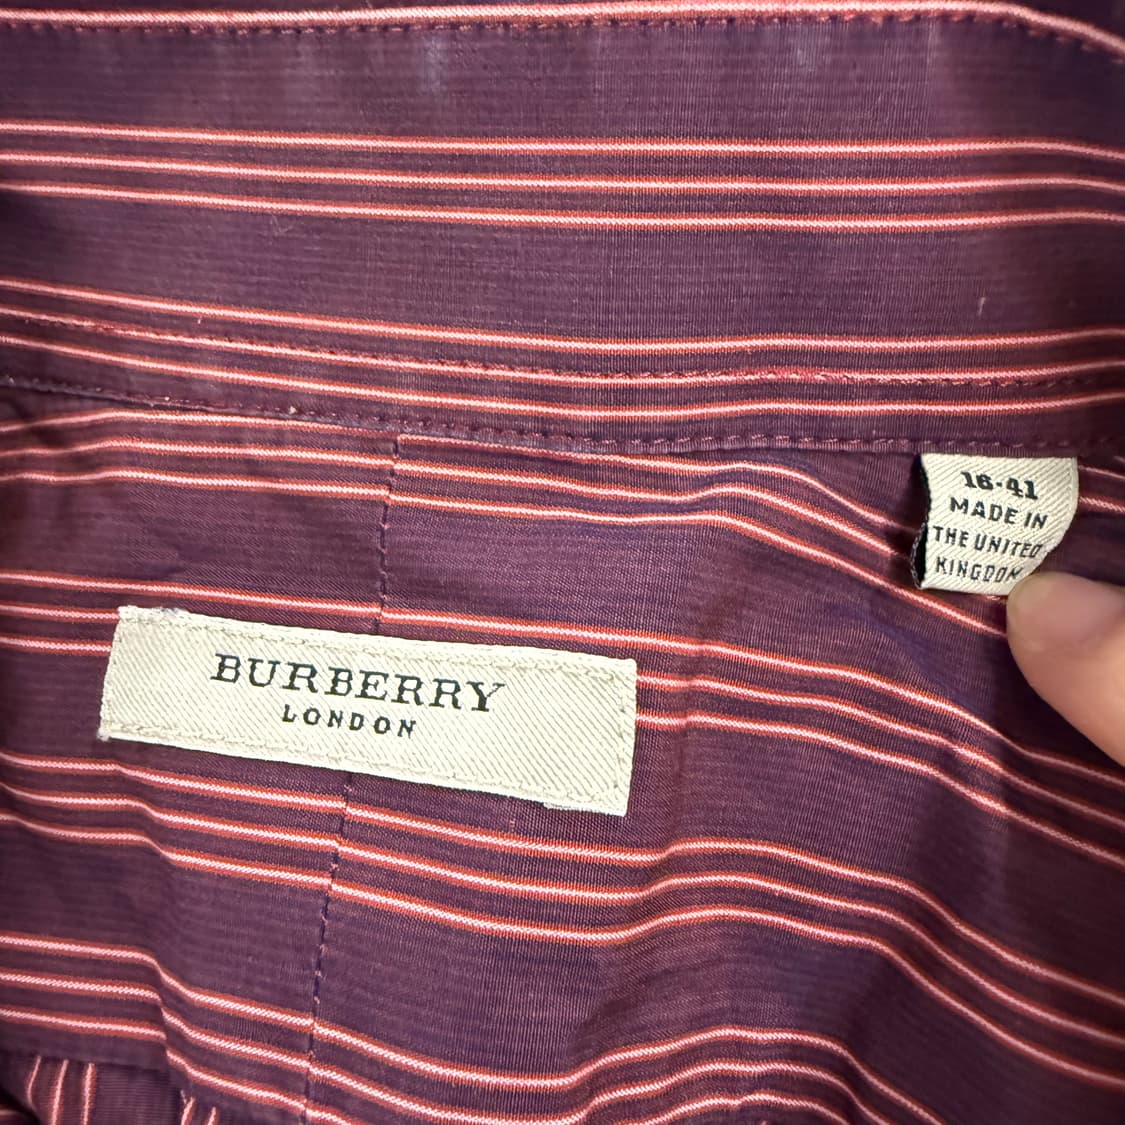 BURBERRY
LONDON
16-41
MADE IN
THE UNITED
KINGDOM